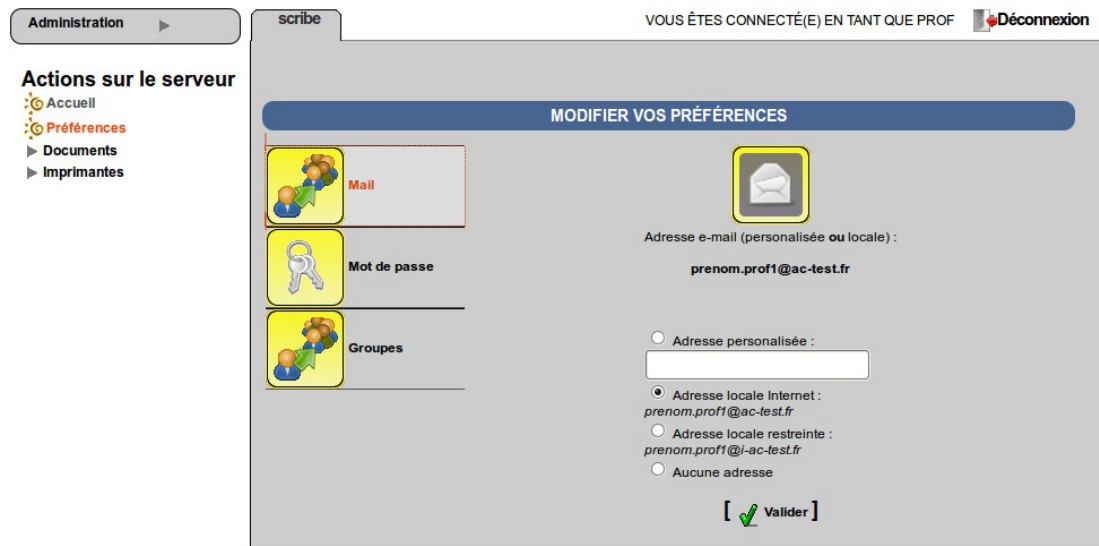 Administration
scribe
VOUS ÊTES CONNECTÉ(E) EN TANT QUE PROF
Déconnexion
Actions sur le serveur
Accueil
Préférences
Documents
Imprimantes
MODIFIER VOS PRÉFÉRENCES
Mail
Mot de passe
Groupes
Adresse e-mail (personalisée ou locale) :
prenom.prof1@ac-test.fr
Adresse personalisée :
Adresse locale Internet :
prenom.prof1@ac-test.fr
Adresse locale restreinte :
prenom.prof1@i-ac-test.fr
Aucune adresse
[ Valider ]